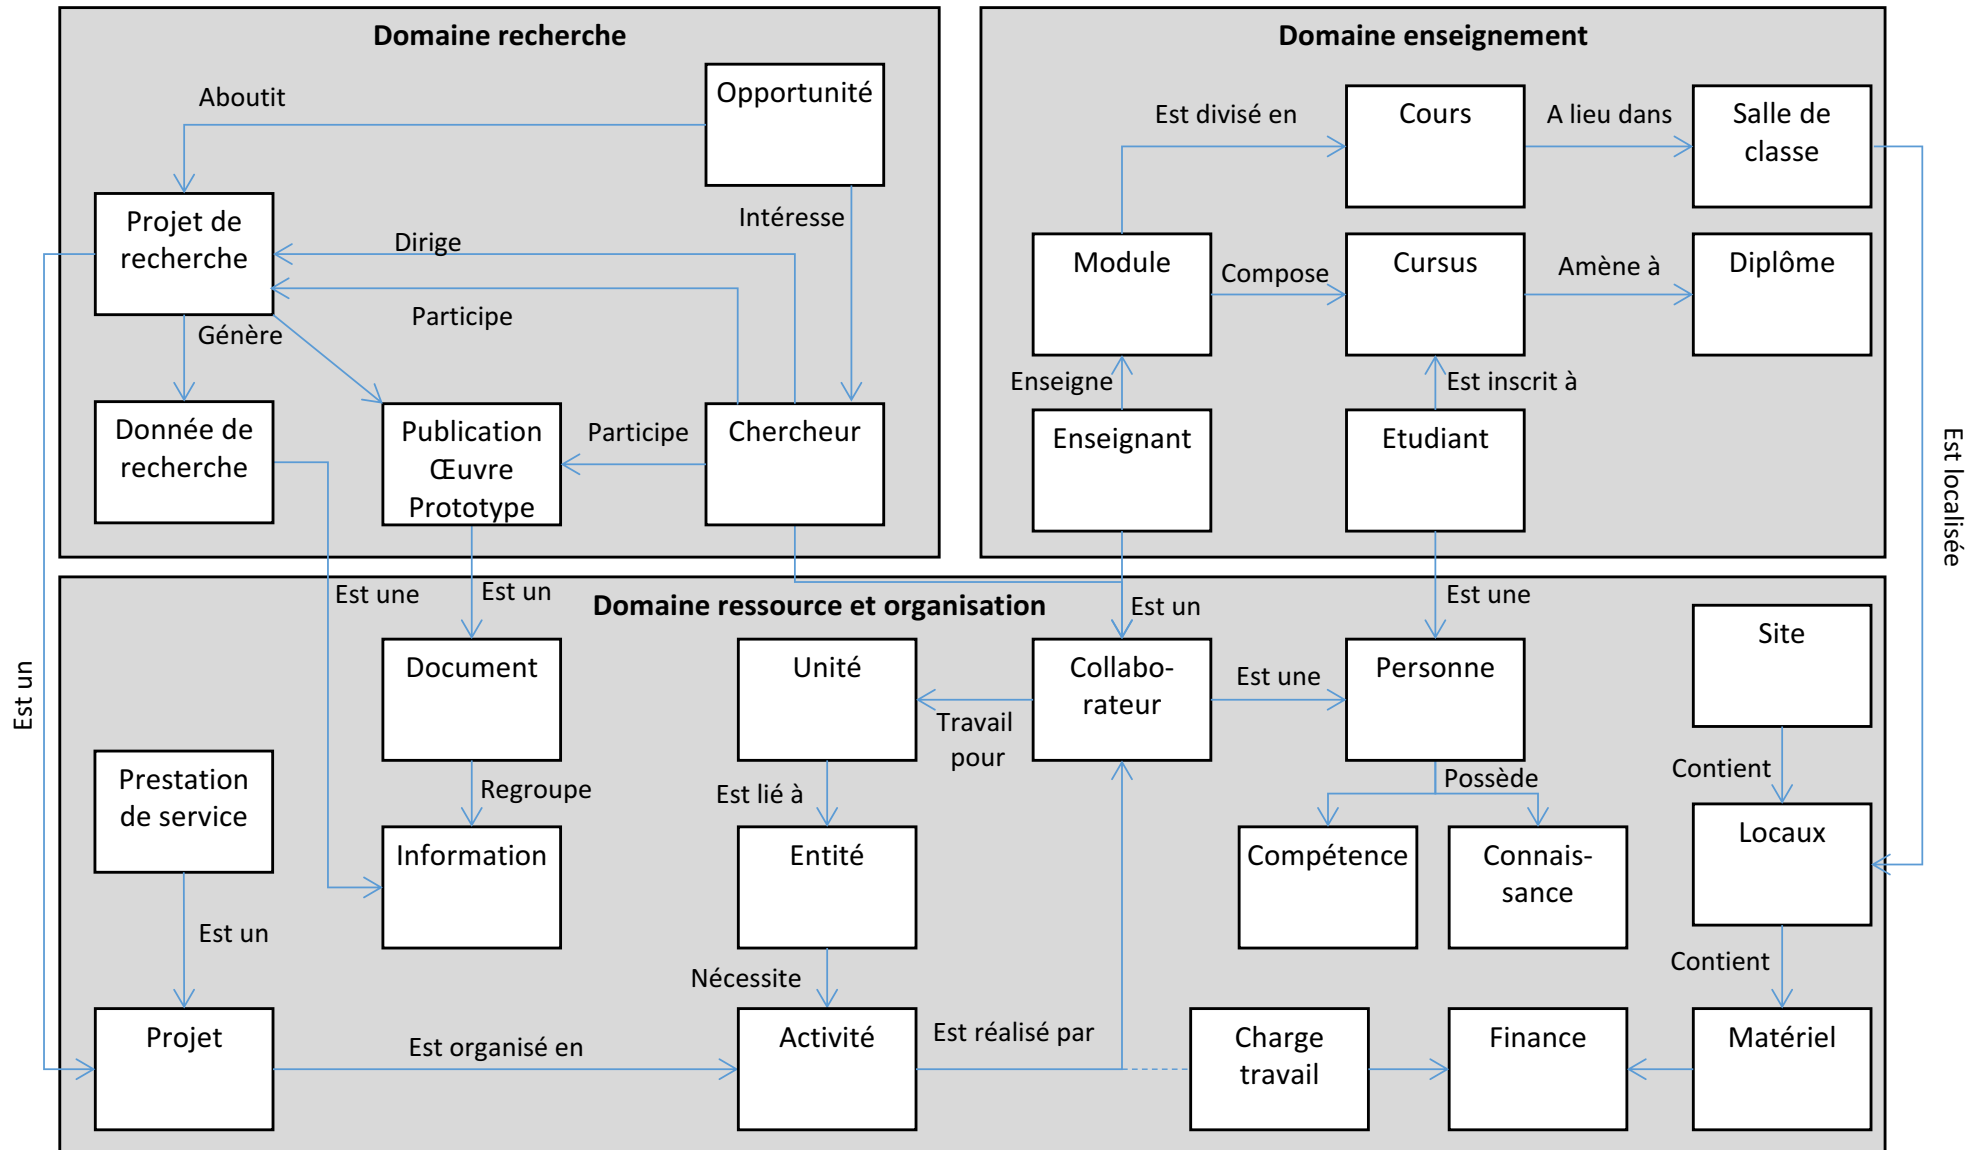 Domaine recherche
Opportunité
Aboutit
Intéresse
Projet de
recherche
Dirige
Participe
Génère
Donnée de
recherche
Publication
Œuvre
Prototype
Participe
Chercheur
Domaine enseignement
Est divisé en
Cours
A lieu dans
Salle de
classe
Module
Compose
Cursus
Amène à
Diplôme
Enseigne
Est inscrit à
Enseignant
Etudiant
Est localisée
Domaine ressource et organisation
Est une
Est un
Est un
Est une
Est un
Document
Unité
Collabo-
rateur
Est une
Personne
Site
Travail
pour
Prestation
de service
Regroupe
Est lié à
Possède
Contient
Information
Entité
Compétence
Connais-
sance
Locaux
Est un
Nécessite
Contient
Projet
Est organisé en
Activité
Est réalisé par
Charge
travail
Finance
Matériel